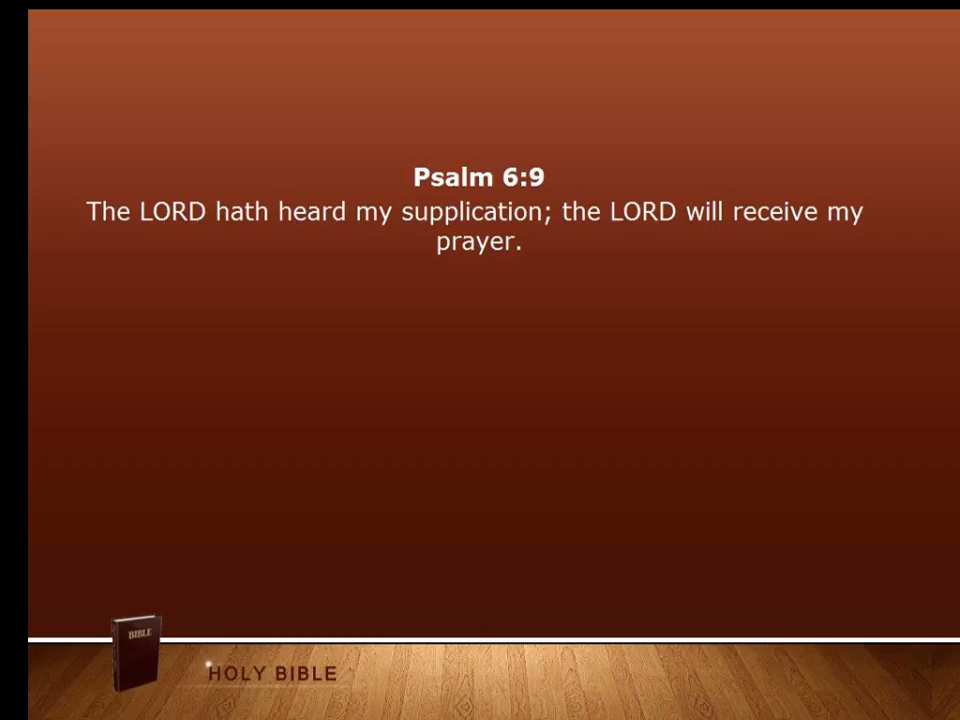 Psalm 6:9
The LORD hath heard my supplication; the LORD will receive my
prayer.
BIBLE
HOLY BIBLE